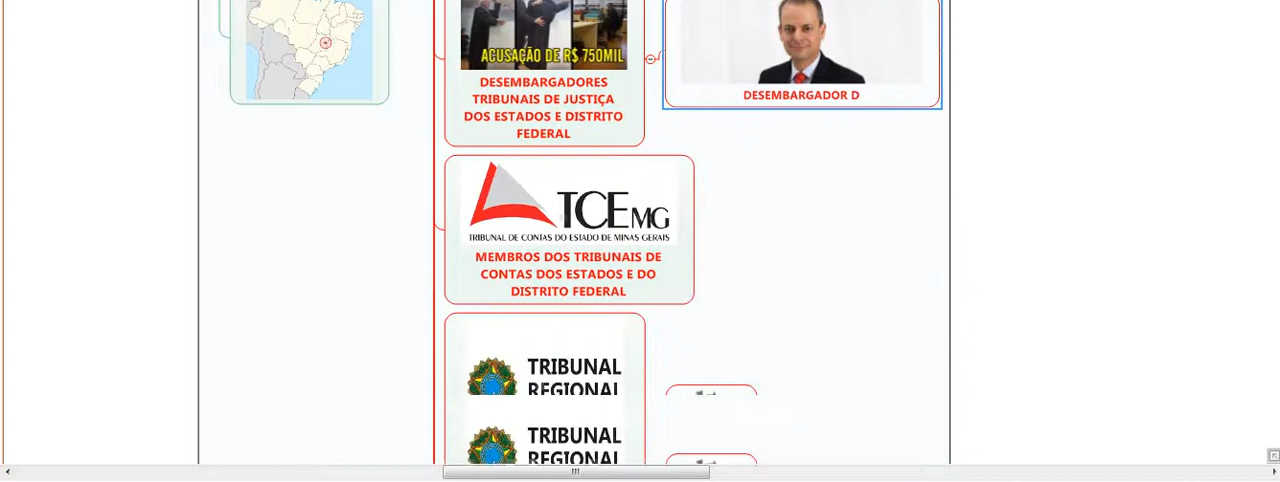 ACUSAÇÃO DE R$ 750MIL
DESEMBARGADORES
TRIBUNAIS DE JUSTIÇA
DOS ESTADOS E DISTRITO
FEDERAL
DESEMBARGADOR D
TCEMG
TRIBUNAL DE CONTAS DO ESTADO DE MINAS GERAIS
MEMBROS DOS TRIBUNAIS DE
CONTAS DOS ESTADOS E DO
DISTRITO FEDERAL
TRIBUNAL
REGIONAL
TRIBUNAL
REGIONAL